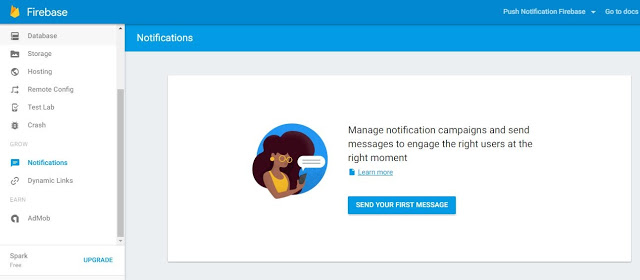 Firebase
Push Notification Firebase
Go to docs
Database
Storage
Hosting
Remote Config
Test Lab
Crash
GROW
Notifications
Dynamic Links
EARN
AdMob
Spark
Free
UPGRADE
Notifications
Manage notification campaigns and send
messages to engage the right users at the
right moment
Learn more
SEND YOUR FIRST MESSAGE